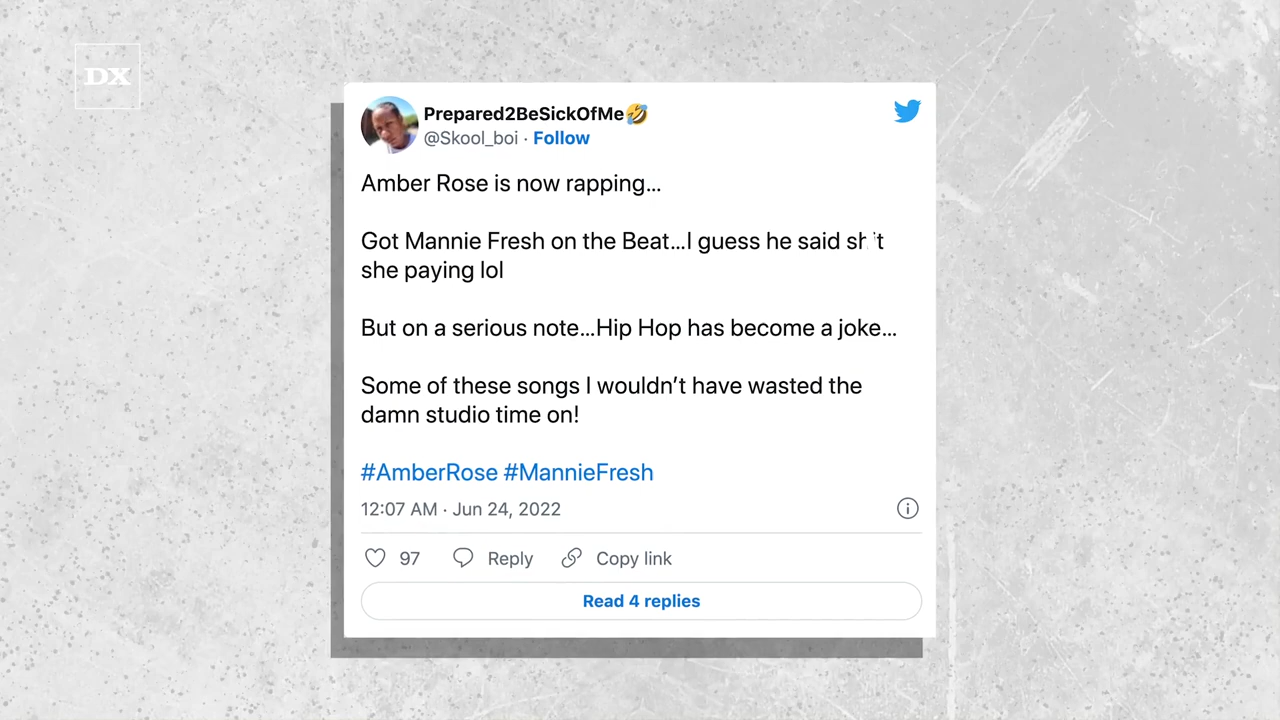 DX
Prepared2BeSickOfMe🤣
@Skool_boi · Follow
Amber Rose is now rapping...
Got Mannie Fresh on the Beat...I guess he said sh't
she paying lol
But on a serious note...Hip Hop has become a joke...
Some of these songs I wouldn't have wasted the
damn studio time on!
#AmberRose #MannieFresh
12:07 AM · Jun 24, 2022
97 Reply Copy link
Read 4 replies